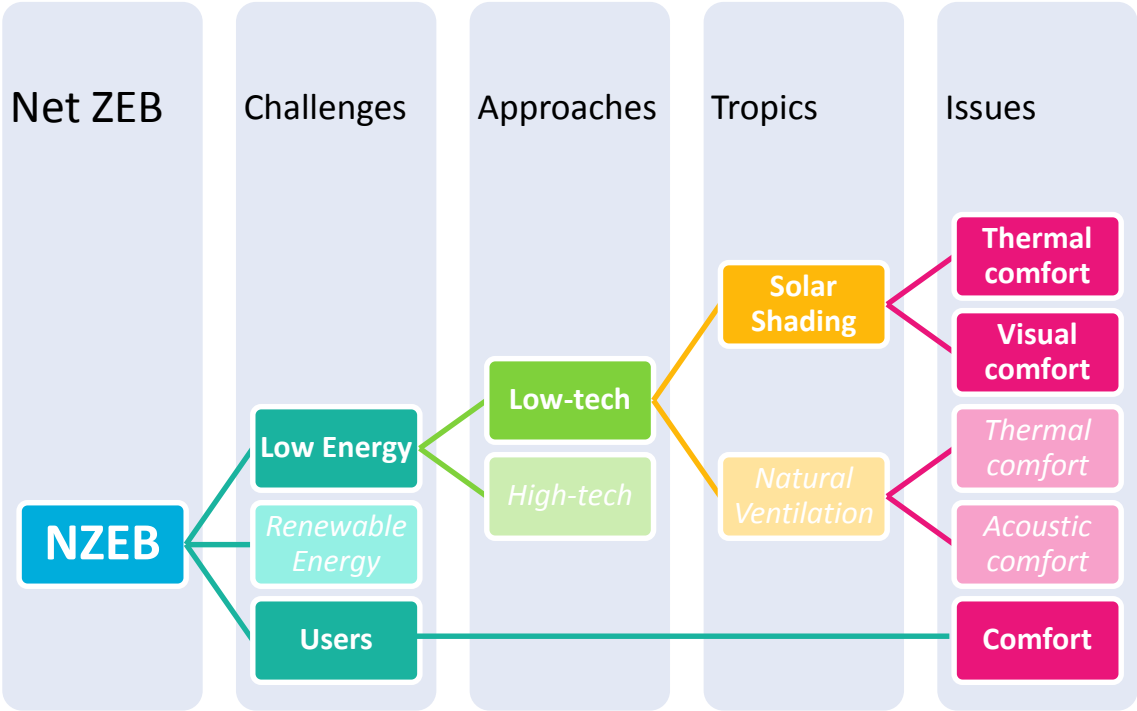 Net ZEB
Challenges
Approaches
Tropics
Issues
NZEB
Low Energy
Renewable
Energy
Users
Low-tech
High-tech
Solar
Shading
Natural
Ventilation
Thermal
comfort
Visual
comfort
Thermal
comfort
Acoustic
comfort
Comfort